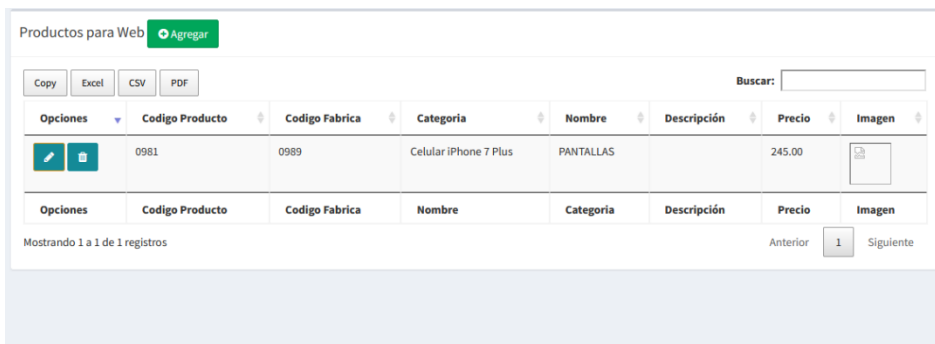 Productos para Web Agregar
Copy Excel CSV PDF Buscar:
Opciones Codigo Producto Codigo Fabrica Categoria Nombre Descripción Precio Imagen
0981 0989 Celular iPhone 7 Plus PANTALLAS 245.00
Opciones Codigo Producto Codigo Fabrica Nombre Categoria Descripción Precio Imagen
Mostrando 1 a 1 de 1 registros Anterior 1 Siguiente